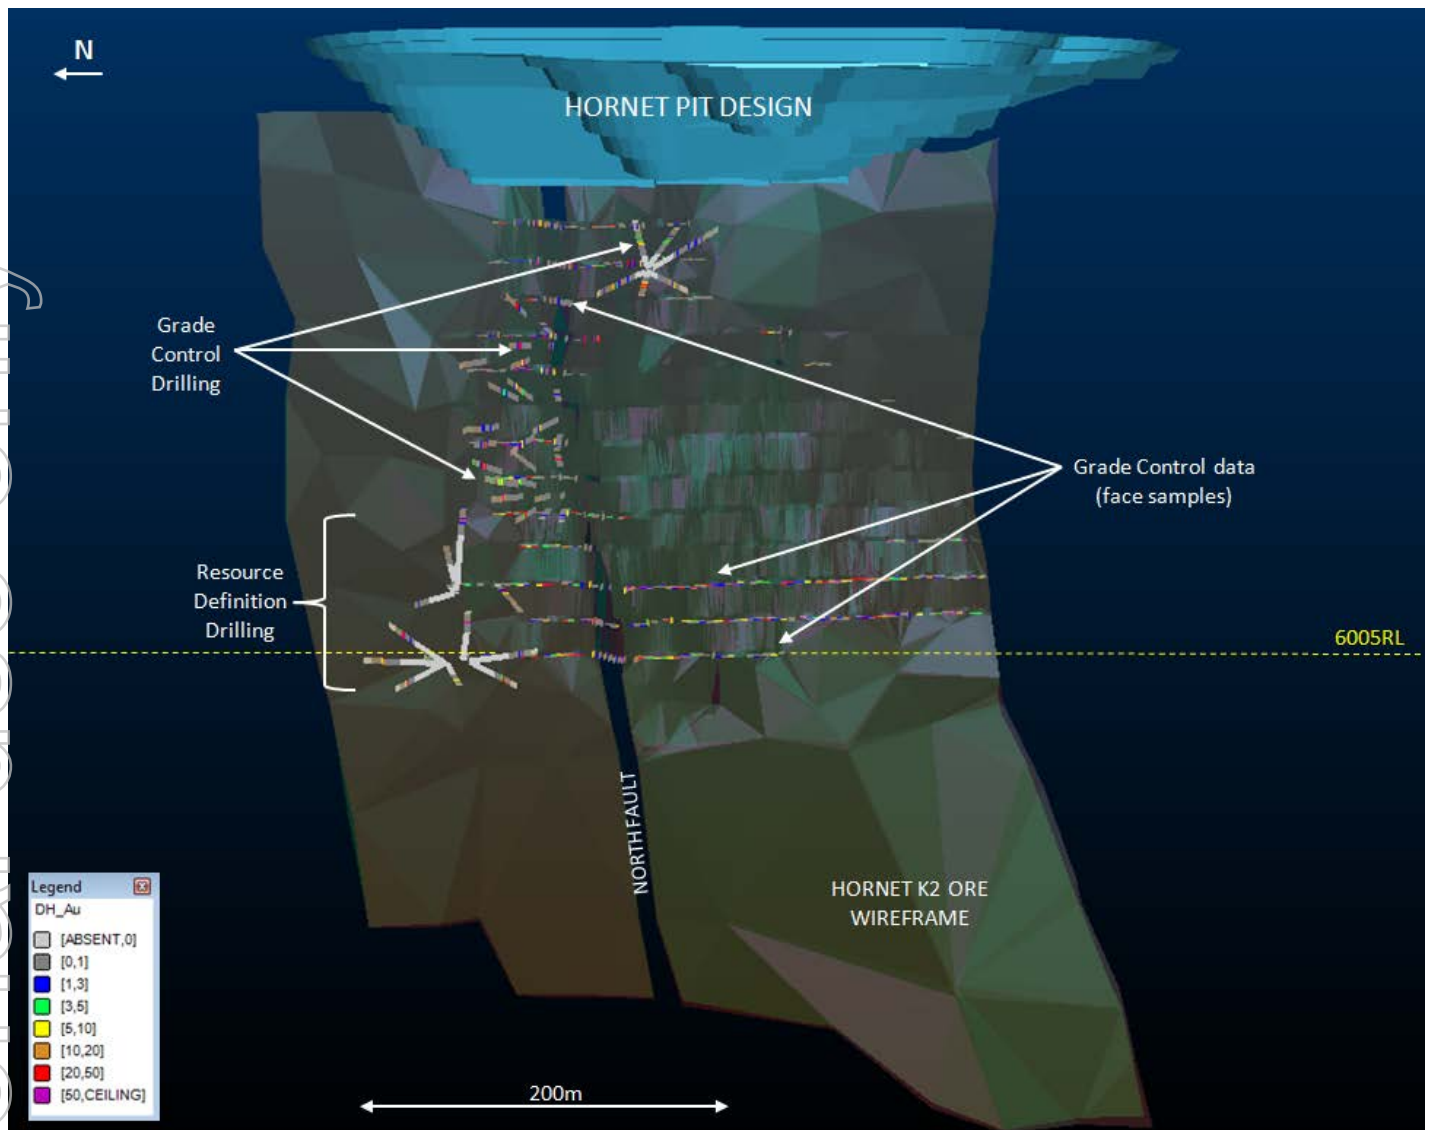 N
HORNET PIT DESIGN
Grade
Control
Drilling
Grade Control data
(face samples)
Resource
Definition
Drilling
6005RL
NORTH FAULT
HORNET K2 ORE
WIREFRAME
Legend
DH_Au
[ABSENT,0]
[0,1]
[1,3]
[3,5]
[5,10]
[10,20]
[20,50]
[50,CEILING]
200m